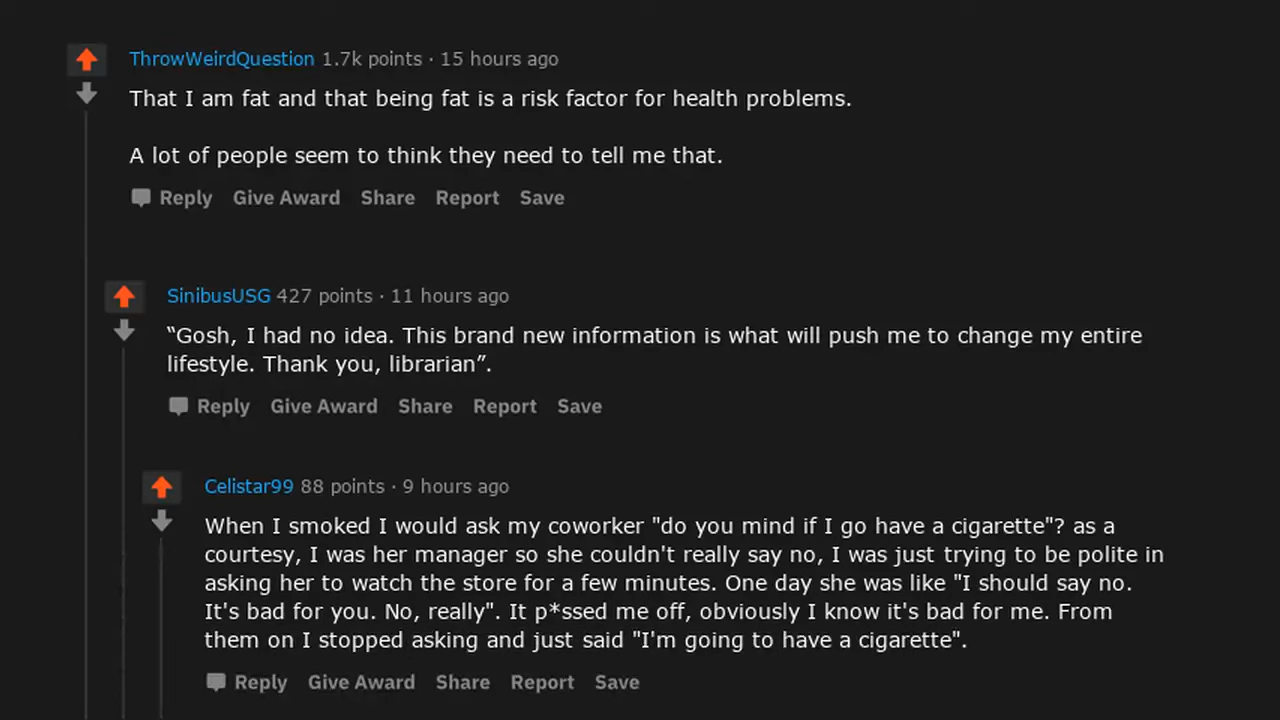 ThrowWeirdQuestion 1.7k points · 15 hours ago
That I am fat and that being fat is a risk factor for health problems.
A lot of people seem to think they need to tell me that.
Reply Give Award Share Report Save
SinibusUSG 427 points · 11 hours ago
“Gosh, I had no idea. This brand new information is what will push me to change my entire
lifestyle. Thank you, librarian”.
Reply Give Award Share Report Save
Celistar99 88 points · 9 hours ago
When I smoked I would ask my coworker "do you mind if I go have a cigarette"? as a
courtesy, I was her manager so she couldn't really say no, I was just trying to be polite in
asking her to watch the store for a few minutes. One day she was like "I should say no.
It's bad for you. No, really". It p*ssed me off, obviously I know it's bad for me. From
them on I stopped asking and just said "I'm going to have a cigarette".
Reply Give Award Share Report Save